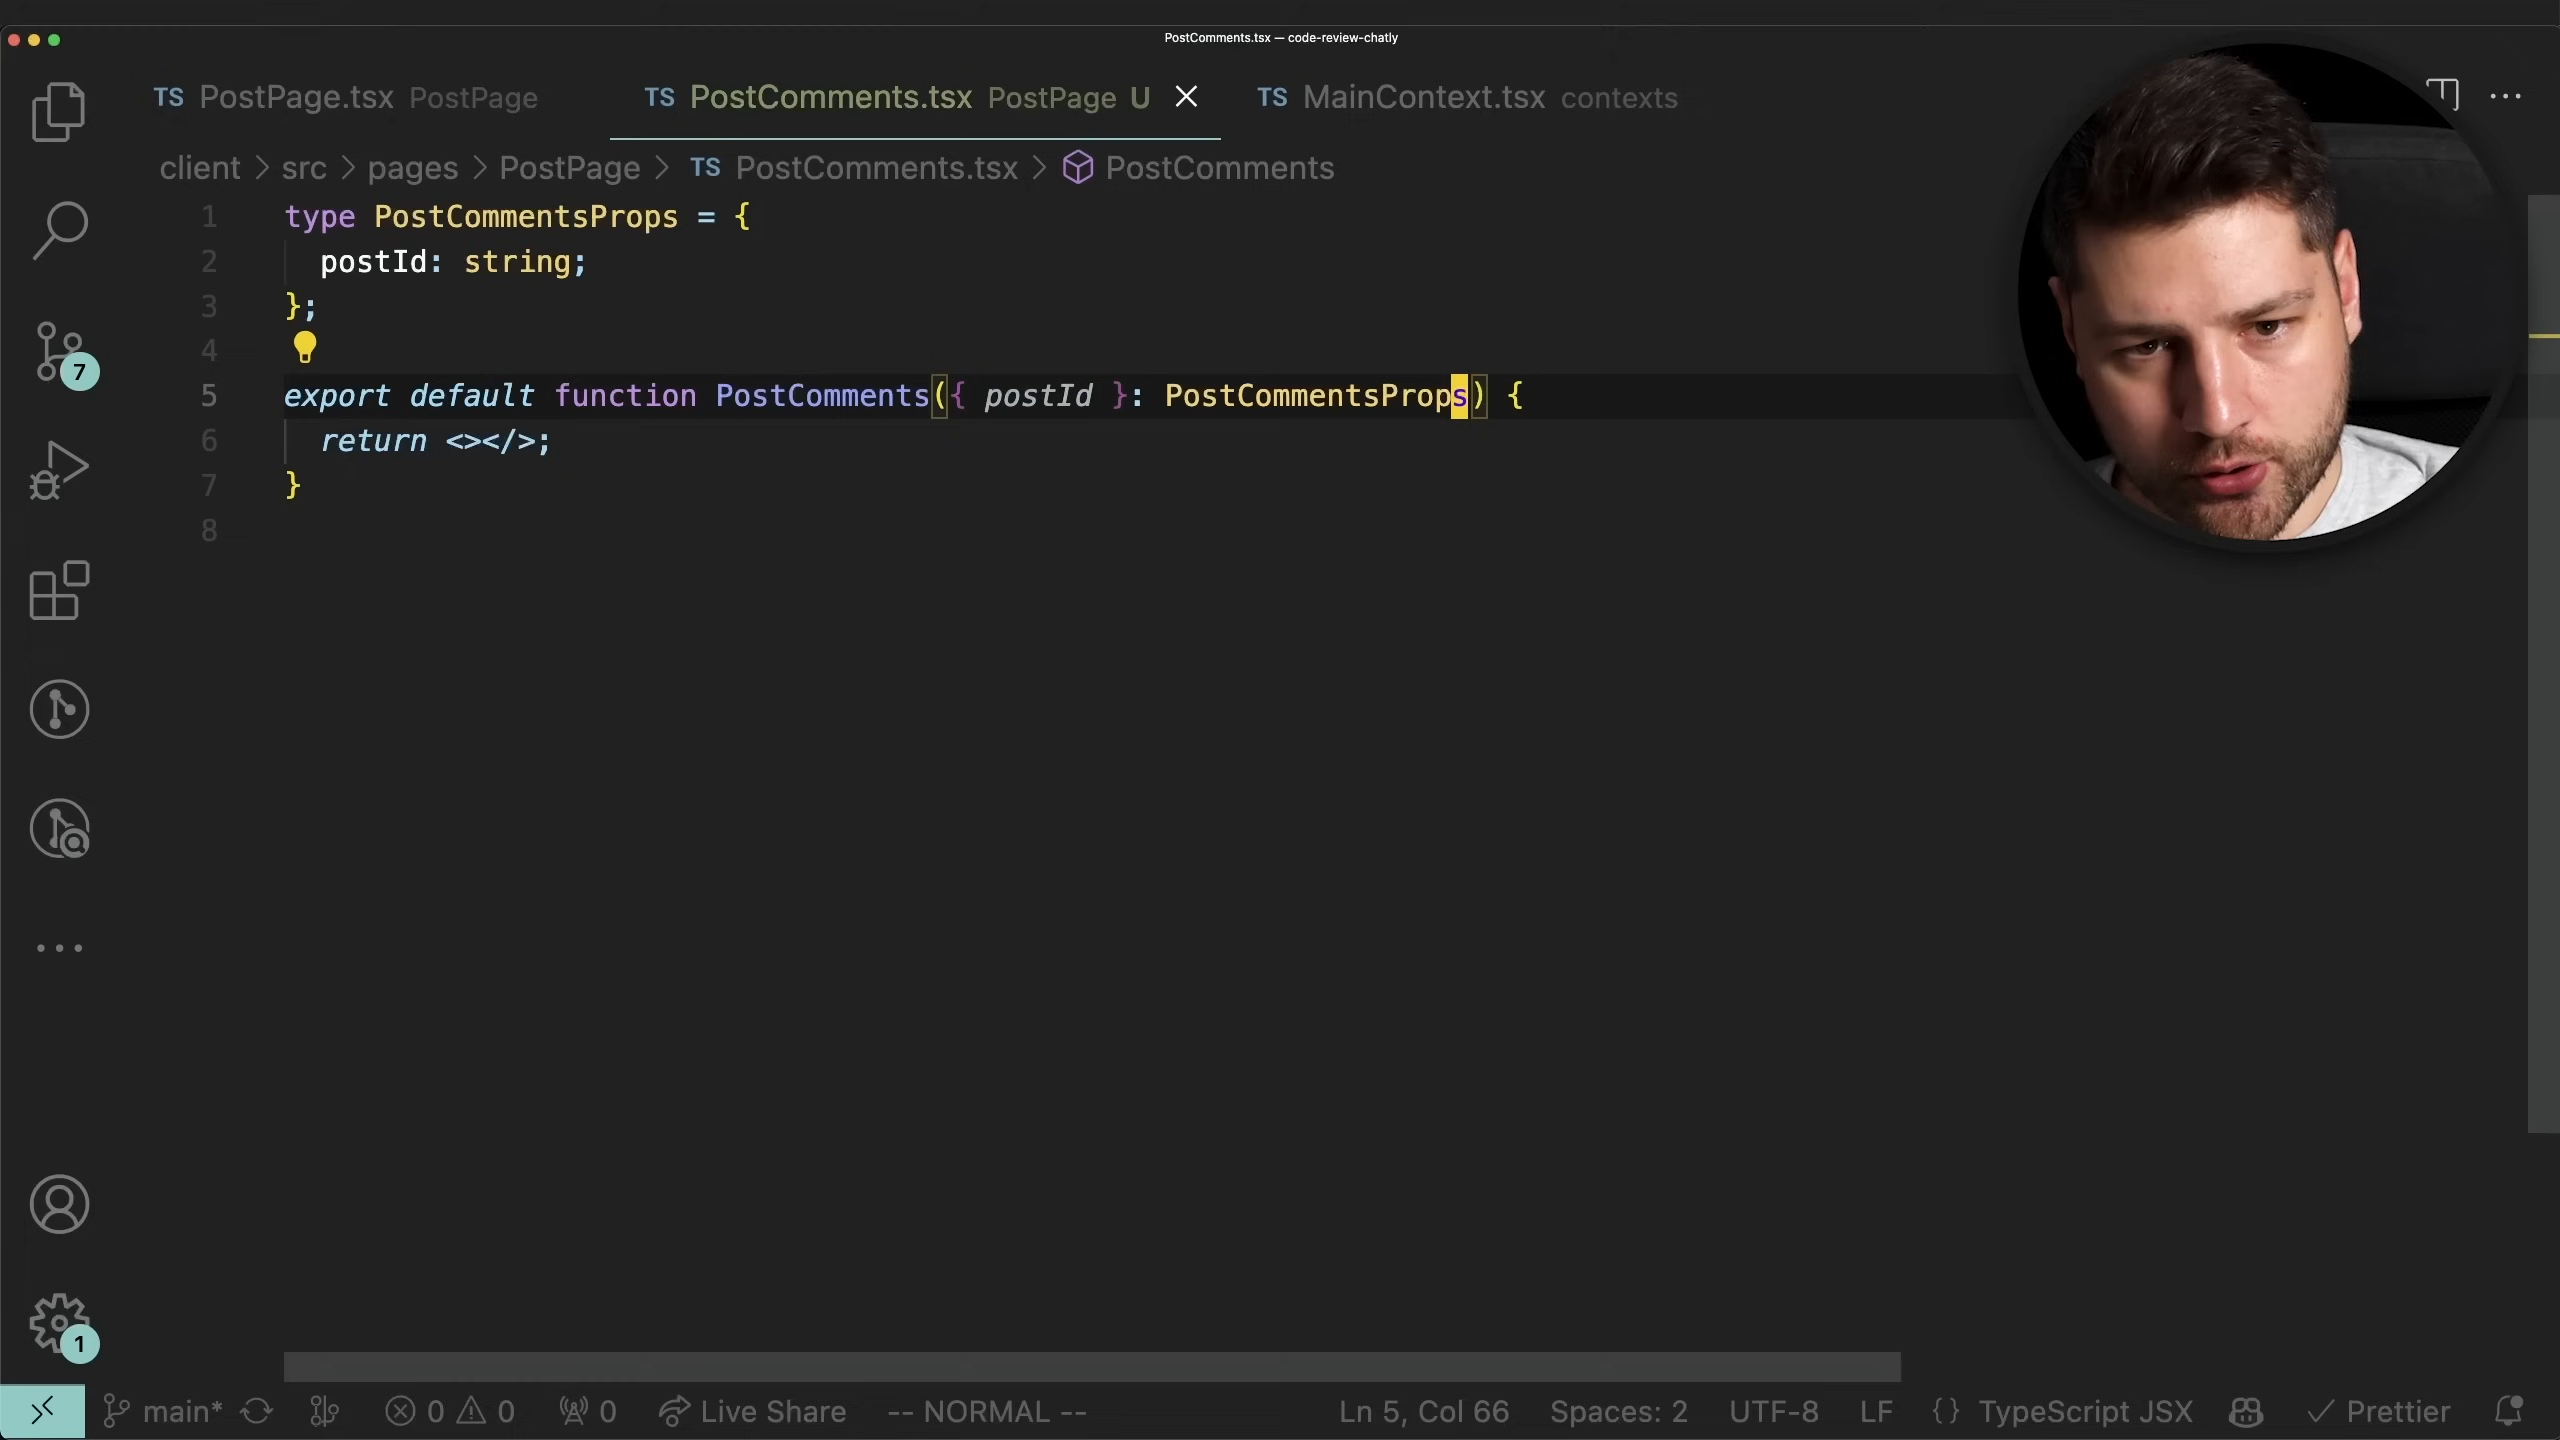 PostComments.tsx — code-review-chatly
TS PostPage.tsx PostPage
TS PostComments.tsx PostPage U
TS MainContext.tsx contexts
client > src > pages > PostPage > TS PostComments.tsx > PostComments
1 type PostCommentsProps = {
2 postId: string;
3 };
4
5 export default function PostComments({ postId }: PostCommentsProps) {
6 return <></>;
7 }
8
7
1
main* 0 0 0 Live Share -- NORMAL -- Ln 5, Col 66 Spaces: 2 UTF-8 LF {} TypeScript JSX Prettier